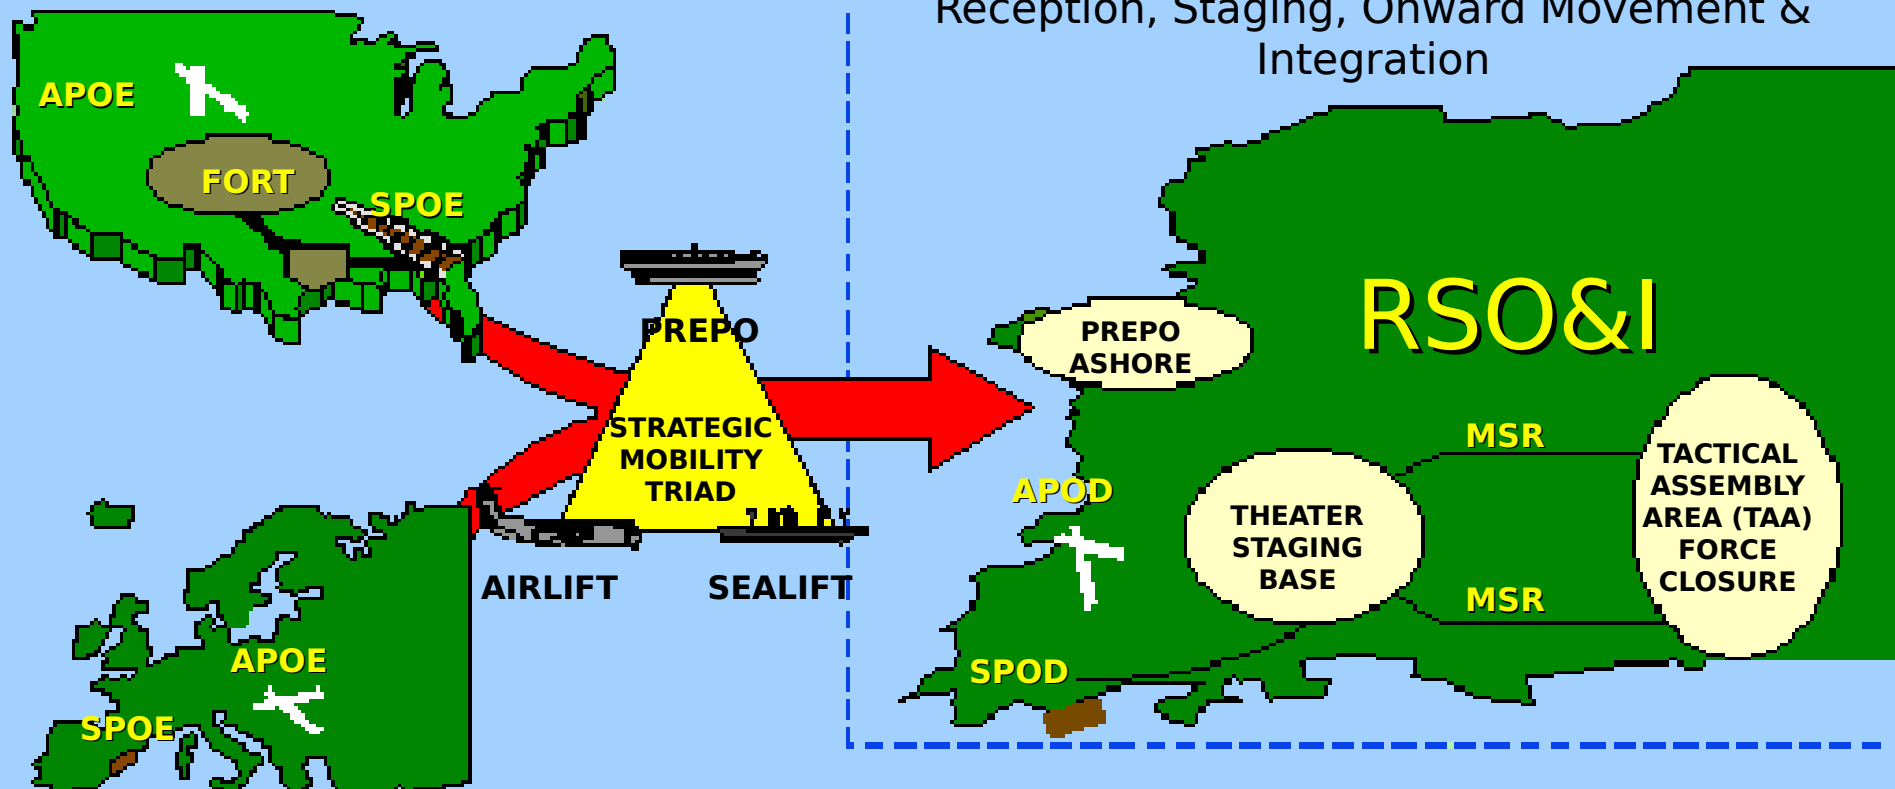 Reception, Staging, Onward Movement &
Integration
APOE
FORT
SPOE
PREPO
STRATEGIC
MOBILITY
TRIAD
AIRLIFT
SEALIFT
APOE
SPOE
RSO&I
PREPO
ASHORE
MSR
APOD
THEATER
STAGING
BASE
TACTICAL
ASSEMBLY
AREA (TAA)
FORCE
CLOSURE
MSR
SPOD